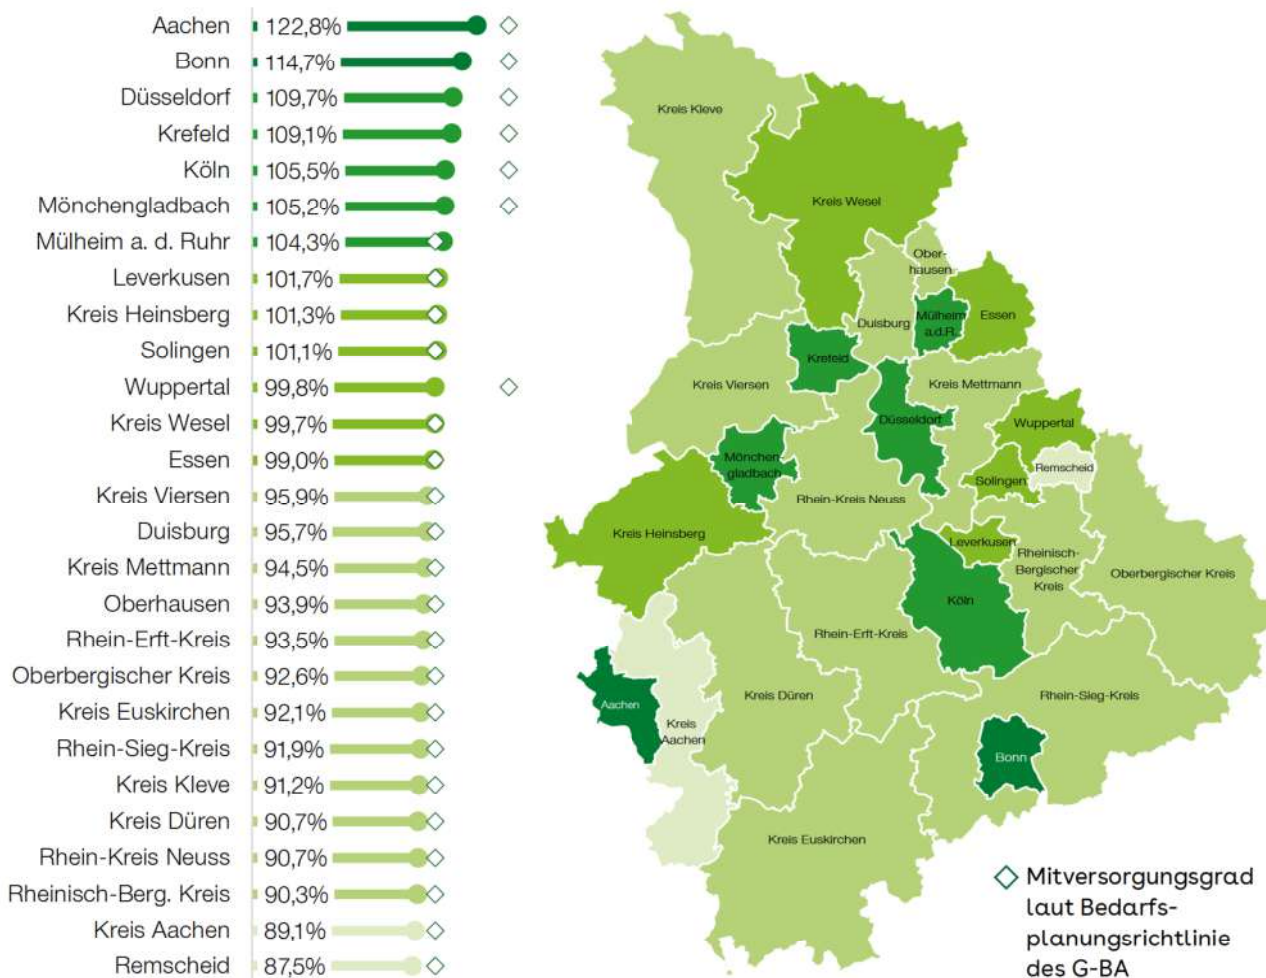 Aachen 122,8%
Bonn 114,7%
Düsseldorf 109,7%
Krefeld 109,1%
Köln 105,5%
Mönchengladbach 105,2%
Mülheim a. d. Ruhr 104,3%
Leverkusen 101,7%
Kreis Heinsberg 101,3%
Solingen 101,1%
Wuppertal 99,8%
Kreis Wesel 99,7%
Essen 99,0%
Kreis Viersen 95,9%
Duisburg 95,7%
Kreis Mettmann 94,5%
Oberhausen 93,9%
Rhein-Erft-Kreis 93,5%
Oberbergischer Kreis 92,6%
Kreis Euskirchen 92,1%
Rhein-Sieg-Kreis 91,9%
Kreis Kleve 91,2%
Kreis Düren 90,7%
Rhein-Kreis Neuss 90,7%
Rheinisch-Berg. Kreis 90,3%
Kreis Aachen 89,1%
Remscheid 87,5%
Kreis Kleve
Kreis Wesel
Ober-
hausen
Duisburg
Mülheim
a.d.R.
Essen
Krefeld
Kreis Viersen
Kreis Mettmann
Düsseldorf
Wuppertal
Mönchen
gladbach
Remscheid
Solingen
Rhein-Kreis Neuss
Kreis Heinsberg
Leverkusen
Rheinisch-
Bergischer
Kreis
Oberbergischer Kreis
Köln
Rhein-Erft-Kreis
Kreis Düren
Rhein-Sieg-Kreis
Aachen
Kreis
Aachen
Bonn
Kreis Euskirchen
Mitversorgungsgrad
laut Bedarfs-
planungsrichtlinie
des G-BA